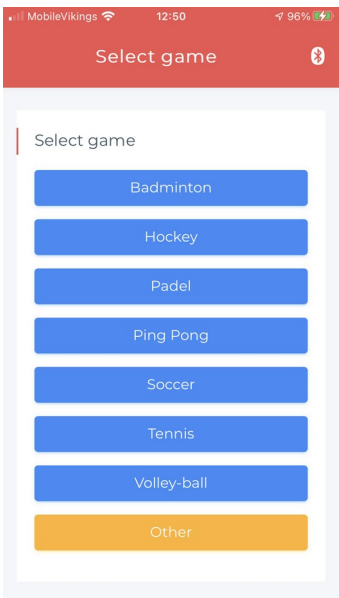 MobileVikings 12:50 96%
Select game
Select game
Badminton
Hockey
Padel
Ping Pong
Soccer
Tennis
Volley-ball
Other